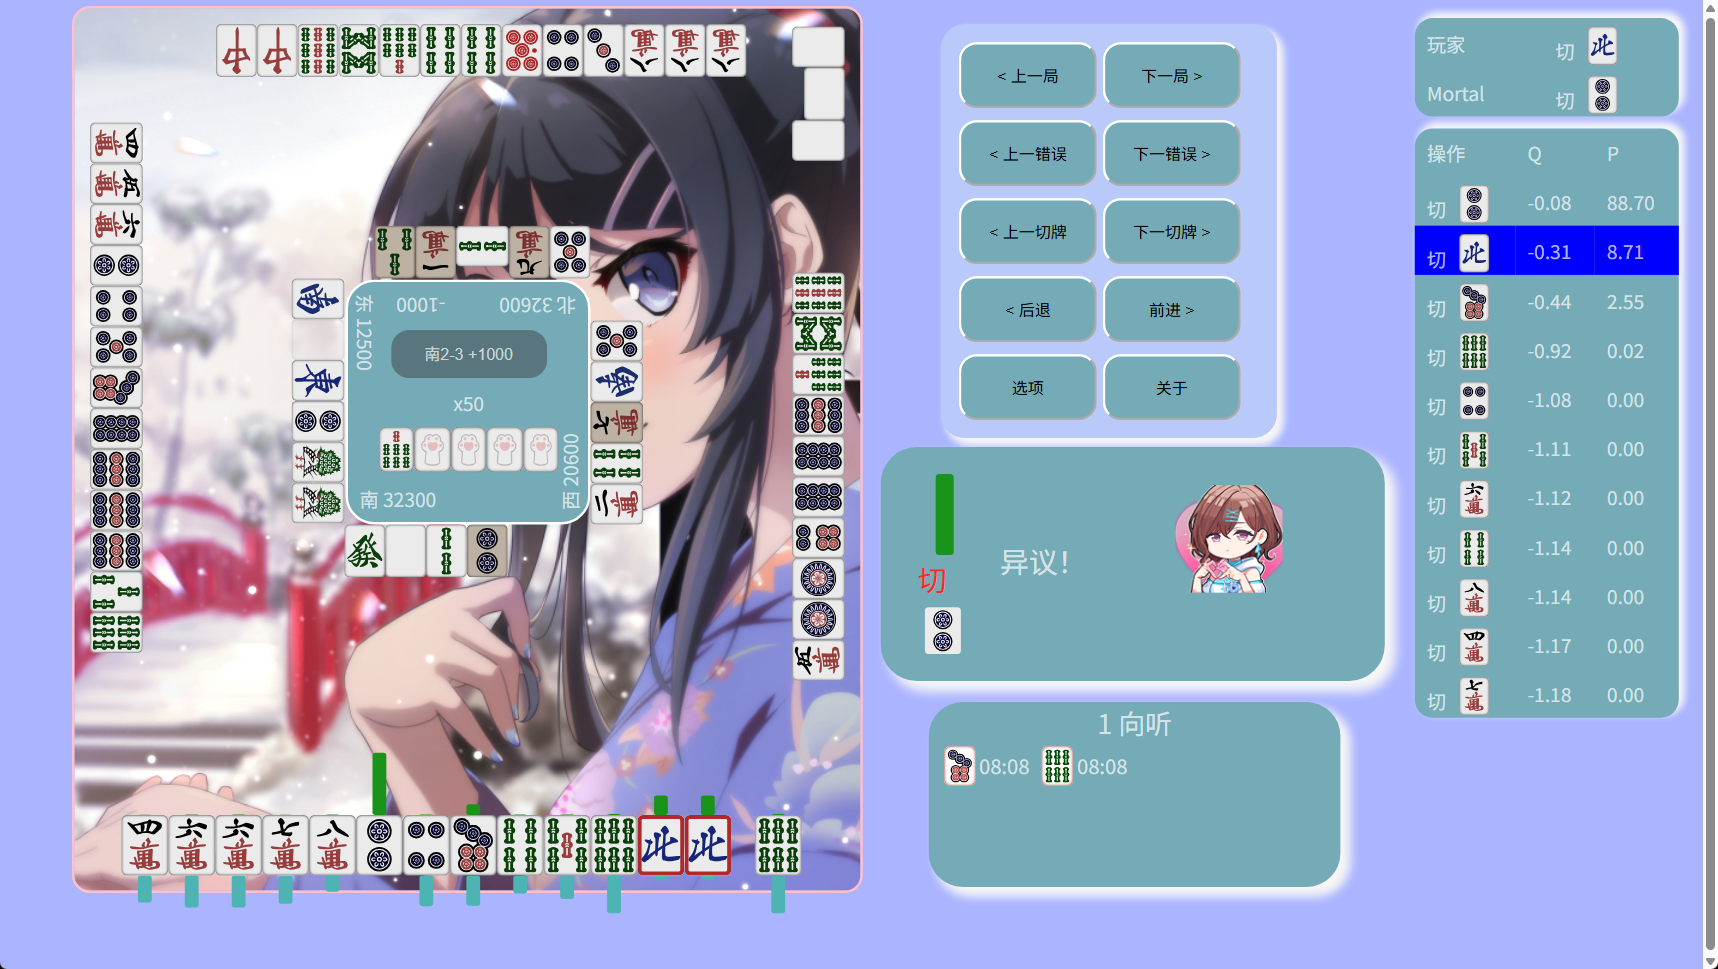 东 12500
-1000
北 32600
南2-3 +1000
x50
南 32300
西 20600
< 上一局
下一局 >
< 上一错误
下一错误 >
< 上一切牌
下一切牌 >
< 后退
前进 >
选项
关于
切
异议!
1 向听
08:08 08:08
玩家 切
Mortal 切
操作 Q P
切 -0.08 88.70
切 -0.31 8.71
切 -0.44 2.55
切 -0.92 0.02
切 -1.08 0.00
切 -1.11 0.00
切 -1.12 0.00
切 -1.14 0.00
切 -1.14 0.00
切 -1.17 0.00
切 -1.18 0.00